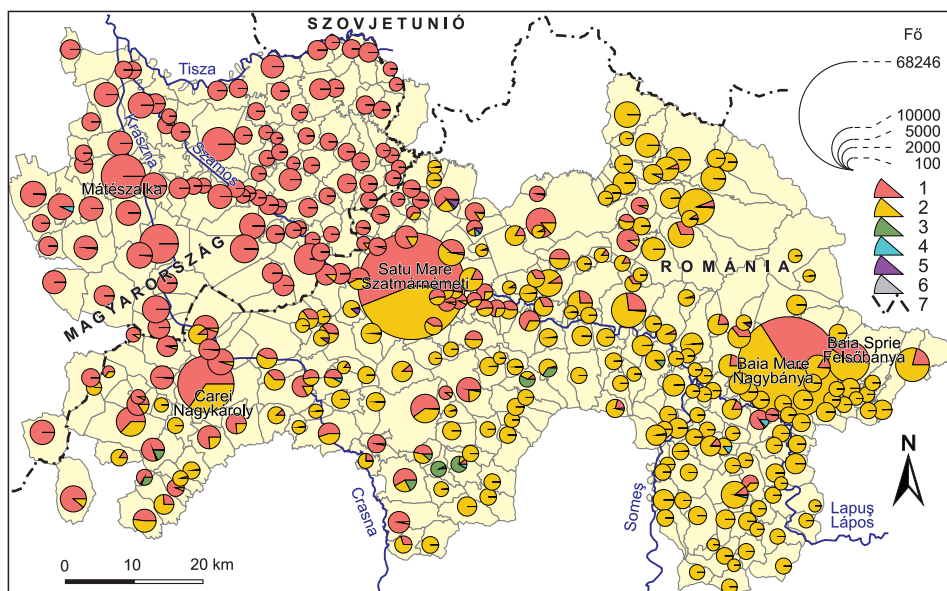 SZOVJETUNIÓ
Fő
68246
10000
5000
2000
100
1
2
3
4
5
6
7
Tisza
Kraszna
Szamos
Mátészalka
MAGYARORSZÁG
ROMÁNIA
Satu Mare
Szatmárnémeti
Baia Sprie
Felsőbánya
Baia Mare
Nagybánya
Carei
Nagykároly
N
Crasna
Someș
Lapuș
Lápos
0 10 20 km